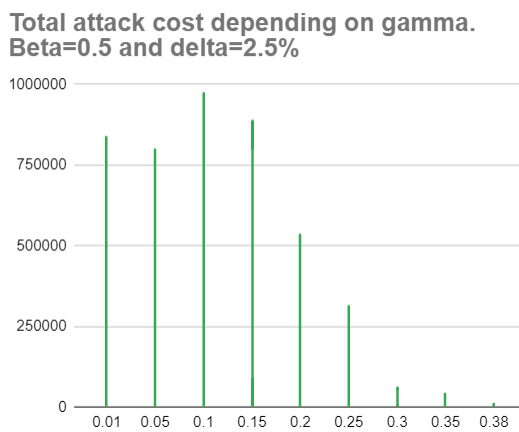 Total attack cost depending on gamma.
Beta=0.5 and delta=2.5%
1000000
750000
500000
250000
0
0.01 0.05 0.1 0.15 0.2 0.25 0.3 0.35 0.38